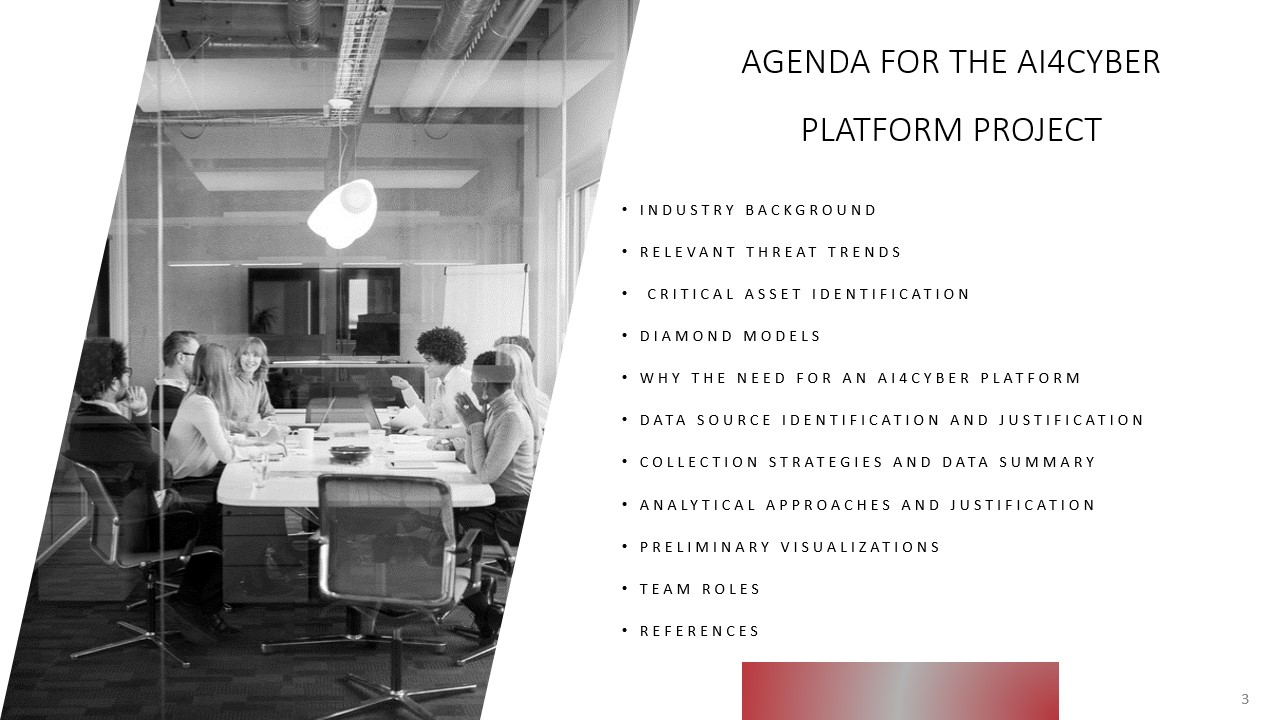 AGENDA FOR THE AI4CYBER
PLATFORM PROJECT
• INDUSTRY BACKGROUND
• RELEVANT THREAT TRENDS
• CRITICAL ASSET IDENTIFICATION
• DIAMOND MODELS
• WHY THE NEED FOR AN AI4CYBER PLATFORM
• DATA SOURCE IDENTIFICATION AND JUSTIFICATION
• COLLECTION STRATEGIES AND DATA SUMMARY
• ANALYTICAL APPROACHES AND JUSTIFICATION
• PRELIMINARY VISUALIZATIONS
• TEAM ROLES
• REFERENCES
3